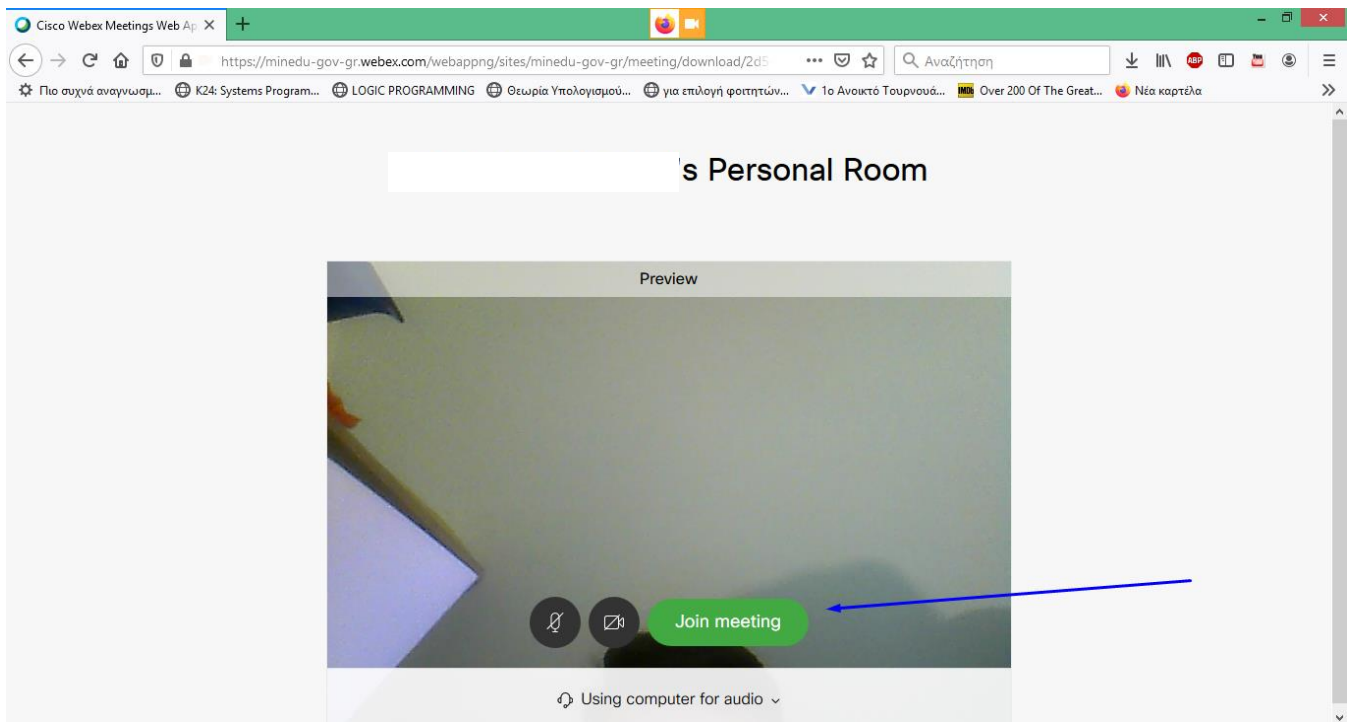 Cisco Webex Meetings Web Ap
https://minedu-gov-gr.webex.com/webappng/sites/minedu-gov-gr/meeting/download/2d5
Αναζήτηση
ABP
Πιο συχνά αναγνωσμ... K24: Systems Program... LOGIC PROGRAMMING Θεωρία Υπολογισμού... για επιλογή φοιτητών... 1ο Ανοικτό Τουρνουά... IMDb Over 200 Of The Great... Νέα καρτέλα
's Personal Room
Preview
Join meeting
Using computer for audio